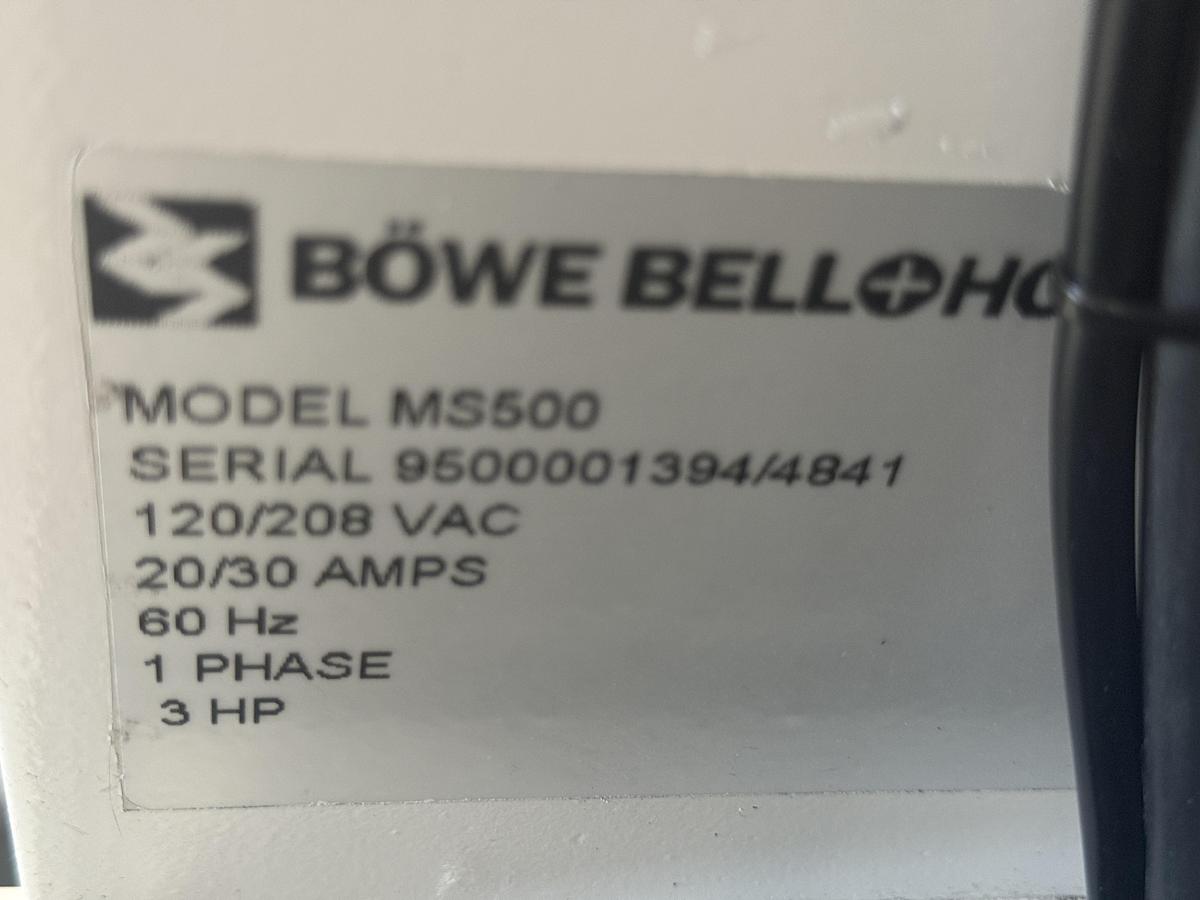 BÖWE BELL+HO
MODEL MS500
SERIAL 9500001394/4841
120/208 VAC
20/30 AMPS
60 Hz
1 PHASE
3 HP